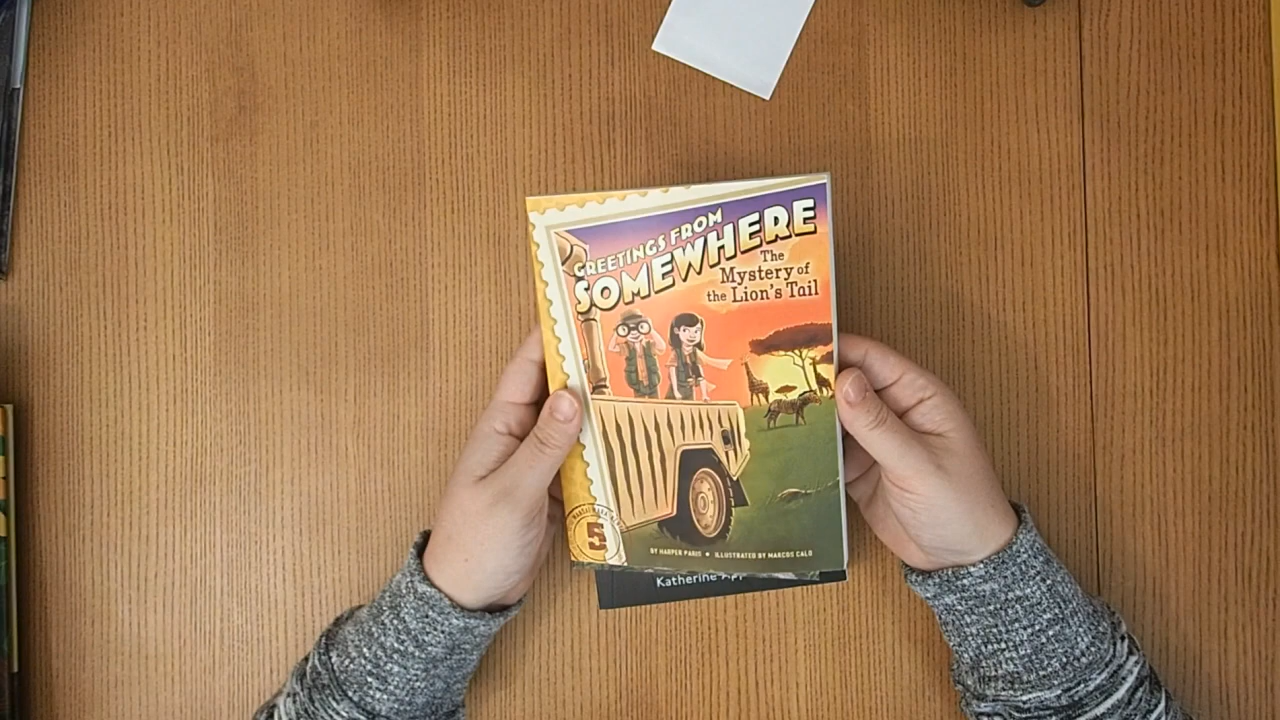 GREETINGS FROM
SOMEWHERE
The
Mystery of
the Lion's Tail
5
BY HARPER PARIS • ILLUSTRATED BY MARCOS CALO
Katherine